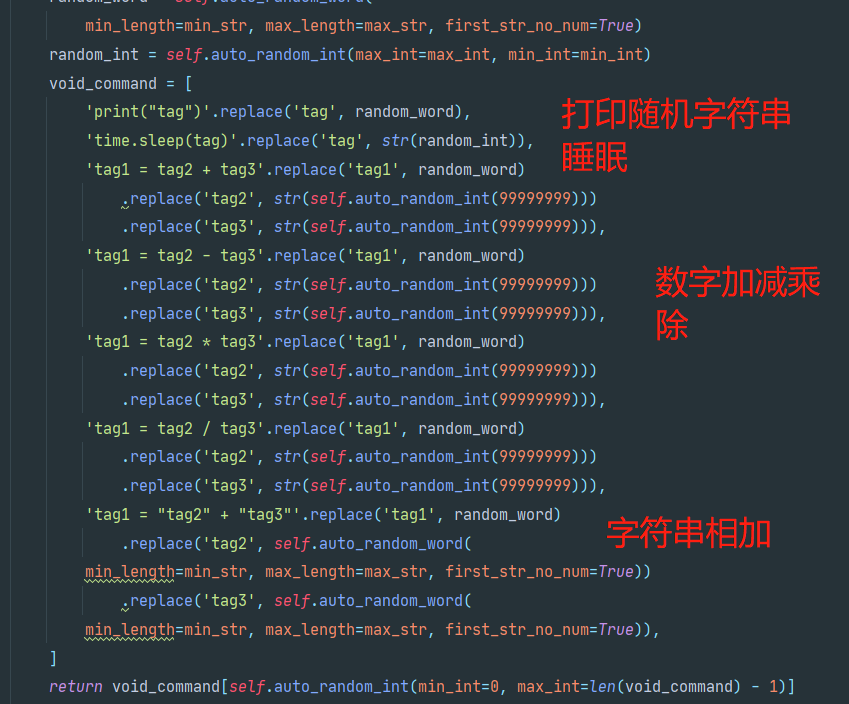 min_length=min_str, max_length=max_str, first_str_no_num=True)
random_int = self.auto_random_int(max_int=max_int, min_int=min_int)
void_command = [
'print("tag")'.replace('tag', random_word),
打印随机字符串
'time.sleep(tag)'.replace('tag', str(random_int)),
睡眠
'tag1 = tag2 + tag3'.replace('tag1', random_word)
.replace('tag2', str(self.auto_random_int(99999999)))
.replace('tag3', str(self.auto_random_int(99999999))),
'tag1 = tag2 - tag3'.replace('tag1', random_word)
.replace('tag2', str(self.auto_random_int(99999999)))
数字加减乘
.replace('tag3', str(self.auto_random_int(99999999))),
除
'tag1 = tag2 * tag3'.replace('tag1', random_word)
.replace('tag2', str(self.auto_random_int(99999999)))
.replace('tag3', str(self.auto_random_int(99999999))),
'tag1 = tag2 / tag3'.replace('tag1', random_word)
.replace('tag2', str(self.auto_random_int(99999999)))
.replace('tag3', str(self.auto_random_int(99999999))),
'tag1 = "tag2" + "tag3"'.replace('tag1', random_word)
字符串相加
.replace('tag2', self.auto_random_word(
min_length=min_str, max_length=max_str, first_str_no_num=True))
.replace('tag3', self.auto_random_word(
min_length=min_str, max_length=max_str, first_str_no_num=True)),
]
return void_command[self.auto_random_int(min_int=0, max_int=len(void_command) - 1)]